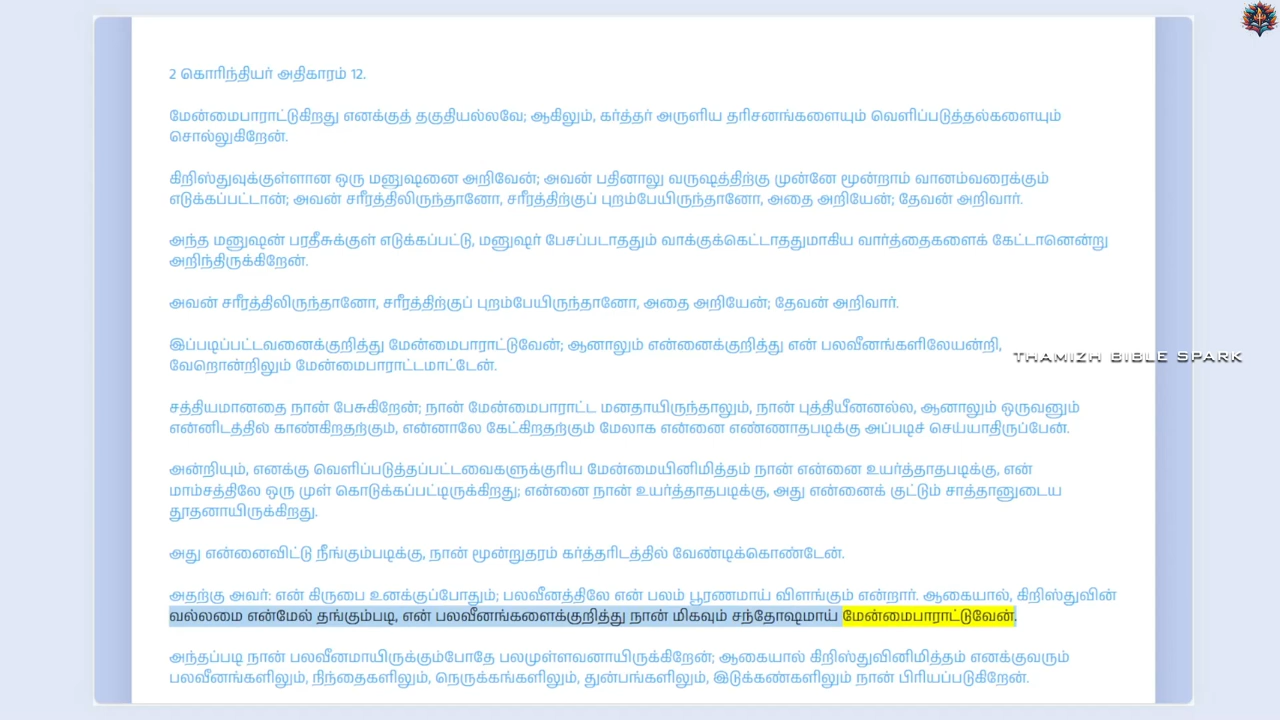 2 கொரிந்தியர் அதிகாரம் 12.
மேன்மைபாராட்டுகிறது எனக்குத் தகுதியல்லவே; ஆகிலும், கர்த்தர் அருளிய தரிசனங்களையும் வெளிப்படுத்தல்களையும்
சொல்லுகிறேன்.
கிறிஸ்துவுக்குள்ளான ஒரு மனுஷனை அறிவேன்; அவன் பதினாலு வருஷத்திற்கு முன்னே மூன்றாம் வானம்வரைக்கும்
எடுக்கப்பட்டான்; அவன் சரீரத்திலிருந்தானோ, சரீரத்திற்குப் புறம்பேயிருந்தானோ, அதை அறியேன்; தேவன் அறிவார்.
அந்த மனுஷன் பரதீசுக்குள் எடுக்கப்பட்டு, மனுஷர் பேசப்படாததும் வாக்குக்கெட்டாததுமாகிய வார்த்தைகளைக் கேட்டானென்று
அறிந்திருக்கிறேன்.
அவன் சரீரத்திலிருந்தானோ, சரீரத்திற்குப் புறம்பேயிருந்தானோ, அதை அறியேன்; தேவன் அறிவார்.
இப்படிப்பட்டவனைக்குறித்து மேன்மைபாராட்டுவேன்; ஆனாலும் என்னைக்குறித்து என் பலவீனங்களிலேயன்றி,
வேறொன்றிலும் மேன்மைபாராட்டமாட்டேன்.
THAMIZH BIBLE SPARK
சத்தியமானதை நான் பேசுகிறேன்; நான் மேன்மைபாராட்ட மனதாயிருந்தாலும், நான் புத்தியீனனல்ல, ஆனாலும் ஒருவனும்
என்னிடத்தில் காண்கிறதற்கும், என்னாலே கேட்கிறதற்கும் மேலாக என்னை எண்ணாதபடிக்கு அப்படிச் செய்யாதிருப்பேன்.
அன்றியும், எனக்கு வெளிப்படுத்தப்பட்டவைகளுக்குரிய மேன்மையினிமித்தம் நான் என்னை உயர்த்தாதபடிக்கு, என்
மாம்சத்திலே ஒரு முள் கொடுக்கப்பட்டிருக்கிறது; என்னை நான் உயர்த்தாதபடிக்கு, அது என்னைக் குட்டும் சாத்தானுடைய
தூதனாயிருக்கிறது.
அது என்னைவிட்டு நீங்கும்படிக்கு, நான் மூன்றுதரம் கர்த்தரிடத்தில் வேண்டிக்கொண்டேன்.
அதற்கு அவர்: என் கிருபை உனக்குப்போதும்; பலவீனத்திலே என் பலம் பூரணமாய் விளங்கும் என்றார். ஆகையால், கிறிஸ்துவின்
வல்லமை என்மேல் தங்கும்படி, என் பலவீனங்களைக்குறித்து நான் மிகவும் சந்தோஷமாய் மேன்மைபாராட்டுவேன்.
அந்தப்படி நான் பலவீனமாயிருக்கும்போதே பலமுள்ளவனாயிருக்கிறேன்; ஆகையால் கிறிஸ்துவினிமித்தம் எனக்குவரும்
பலவீனங்களிலும், நிந்தைகளிலும், நெருக்கங்களிலும், துன்பங்களிலும், இடுக்கண்களிலும் நான் பிரியப்படுகிறேன்.